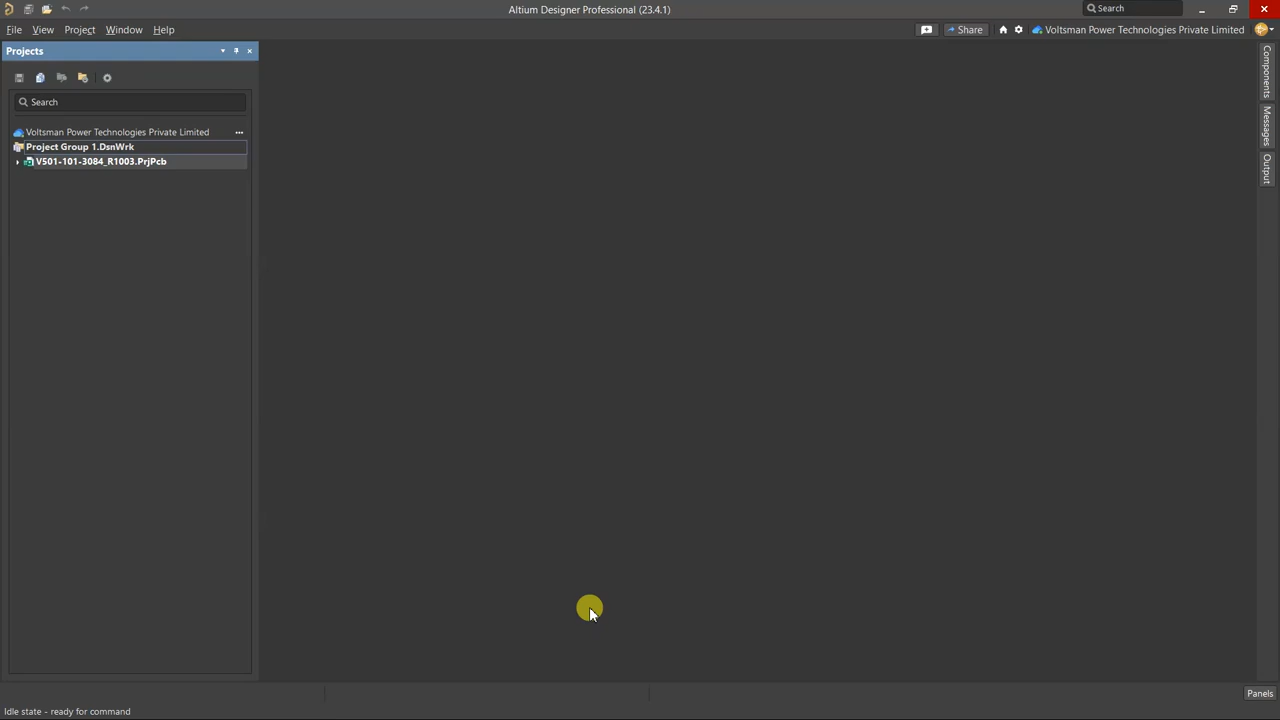 Altium Designer Professional (23.4.1)
Search
File View Project Window Help
Share
Voltsman Power Technologies Private Limited
Projects
Search
Voltsman Power Technologies Private Limited
Project Group 1.DsnWrk
V501-101-3084_R1003.PrjPcb
Components
Messages
Output
Panels
Idle state - ready for command